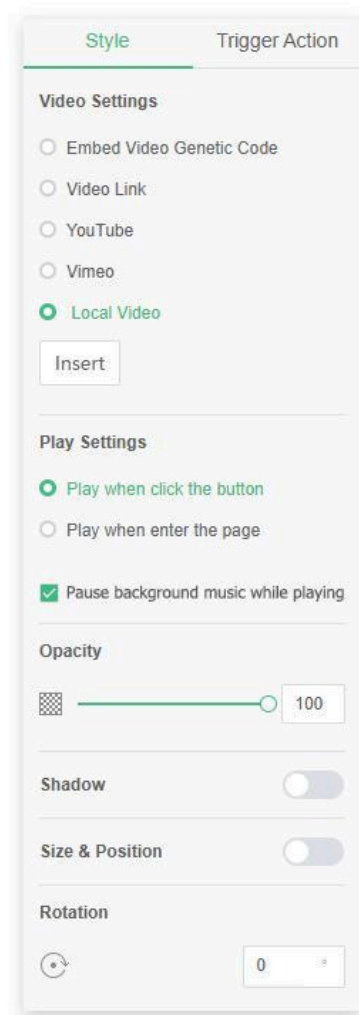 Style Trigger Action
Video Settings
Embed Video Genetic Code
Video Link
YouTube
Vimeo
Local Video
Insert
Play Settings
Play when click the button
Play when enter the page
Pause background music while playing
Opacity
100
Shadow
Size & Position
Rotation
0 °